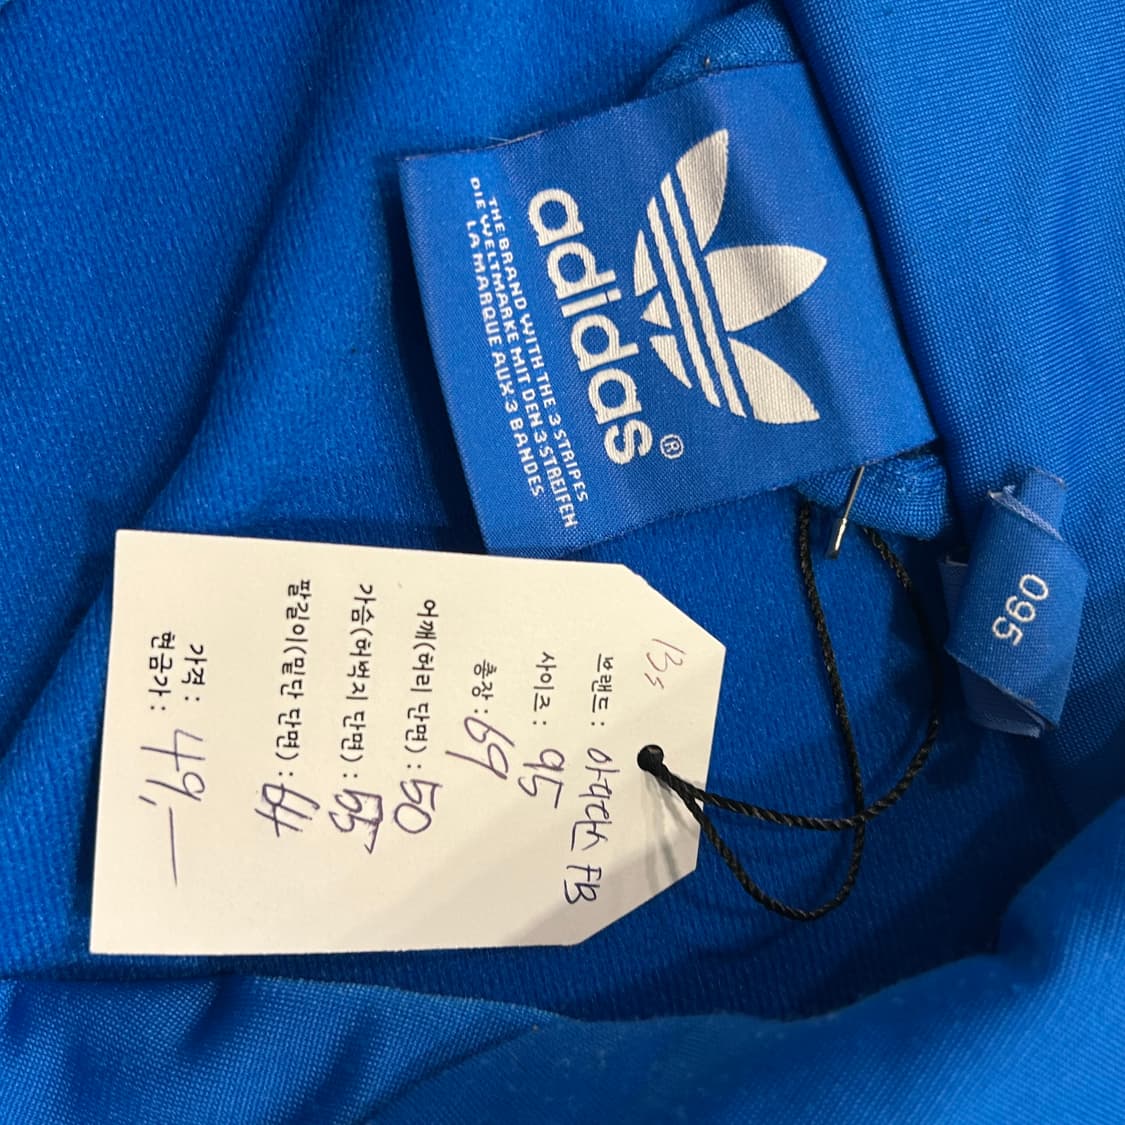 adidas®
THE BRAND WITH THE 3 STRIPES
DIE WELTMARKE MIT DEN 3 STREIFEN
LA MARQUE AUX 3 BANDES
095
13s
브랜드: 아디다스 FB
사이즈: 95
총장: 69
어깨(허리 단면): 50
가슴(허벅지 단면): 55
팔길이(밑단 단면): 64
가격: 49,—
현금가: